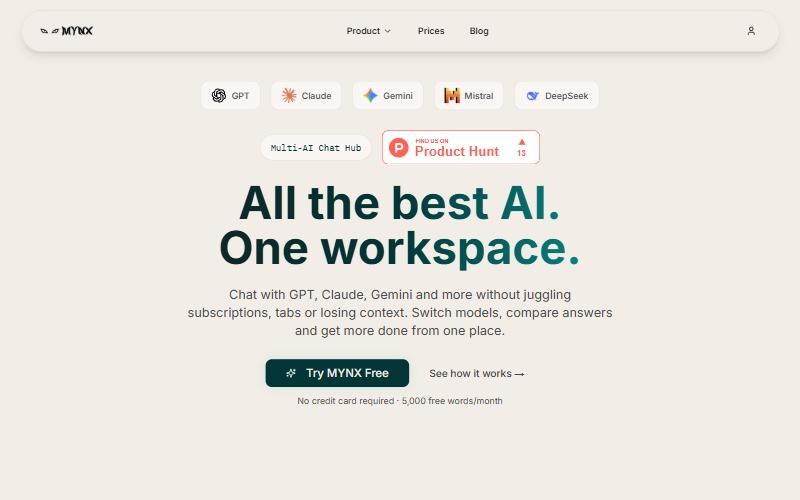 MYNX
Product
Prices
Blog
GPT
Claude
Gemini
Mistral
DeepSeek
Multi-AI Chat Hub
FIND US ON
Product Hunt
13
All the best AI.
One workspace.
Chat with GPT, Claude, Gemini and more without juggling
subscriptions, tabs or losing context. Switch models, compare answers
and get more done from one place.
Try MYNX Free
See how it works →
No credit card required · 5,000 free words/month